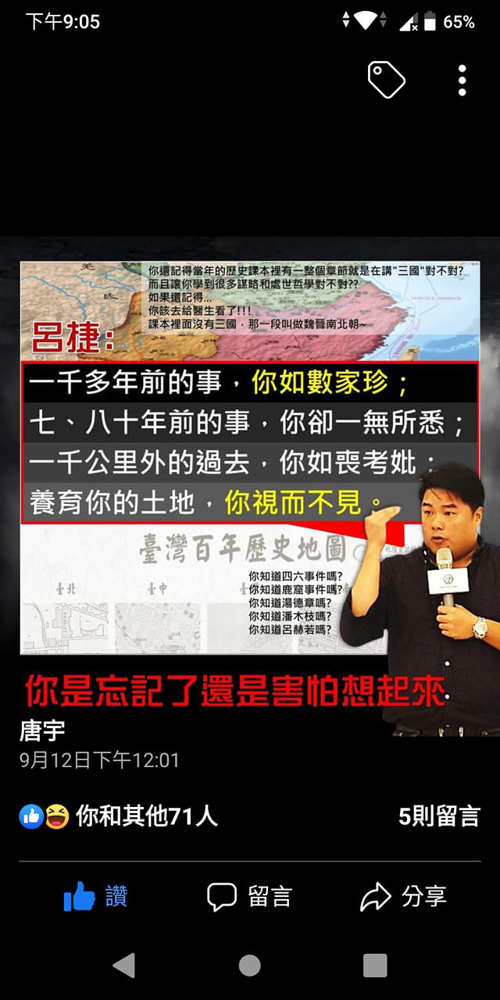 下午9:05
65%
你還記得當年的歷史課本裡有一整個章節就是在講"三國"對不對?
而且讓你學到很多謀略和處世哲學對不對??
如果還記得...
你該去給醫生看了!!!
課本裡面沒有三國，那一段叫做魏晉南北朝~
羌
氐
呂捷：
一千多年前的事，你如數家珍；
七、八十年前的事，你卻一無所悉；
一千公里外的過去，你如喪考妣；
養育你的土地，你視而不見。
臺灣百年歷史地圖
臺北
臺中
你知道四六事件嗎?
你知道鹿窟事件嗎?
你知道湯德章嗎?
你知道潘木枝嗎?
你知道呂赫若嗎?
你是忘記了還是害怕想起來
唐宇
9月12日下午12:01
你和其他71人
5則留言
讚
留言
分享